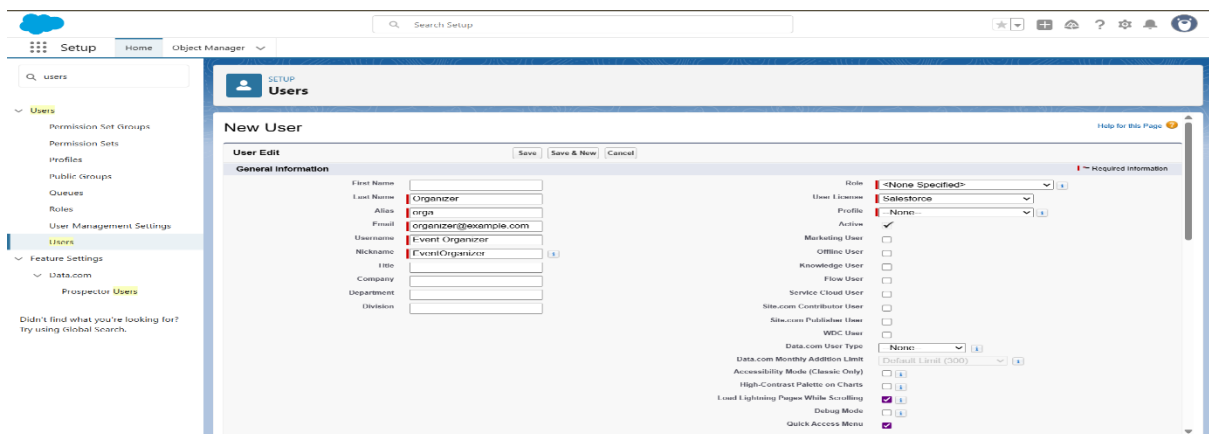 Search Setup
Setup
Home
Object Manager
users
Users
Permission Set Groups
Permission Sets
Profiles
Public Groups
Queues
Roles
User Management Settings
Users
Feature Settings
Data.com
Prospector Users
Didn't find what you're looking for?
Try using Global Search.
SETUP
Users
New User
Help for this Page
User Edit
Save
Save & New
Cancel
General Information
= Required Information
First Name
Last Name Organizer
Alias orga
Email organizer@example.com
Username Event Organizer
Nickname EventOrganizer
Title
Company
Department
Division
Role <None Specified>
User License Salesforce
Profile --None--
Active
Marketing User
Offline User
Knowledge User
Flow User
Service Cloud User
Site.com Contributor User
Site.com Publisher User
WDC User
Data.com User Type --None--
Data.com Monthly Addition Limit Default Limit (300)
Accessibility Mode (Classic Only)
High-Contrast Palette on Charts
Load Lightning Pages While Scrolling
Debug Mode
Quick Access Menu